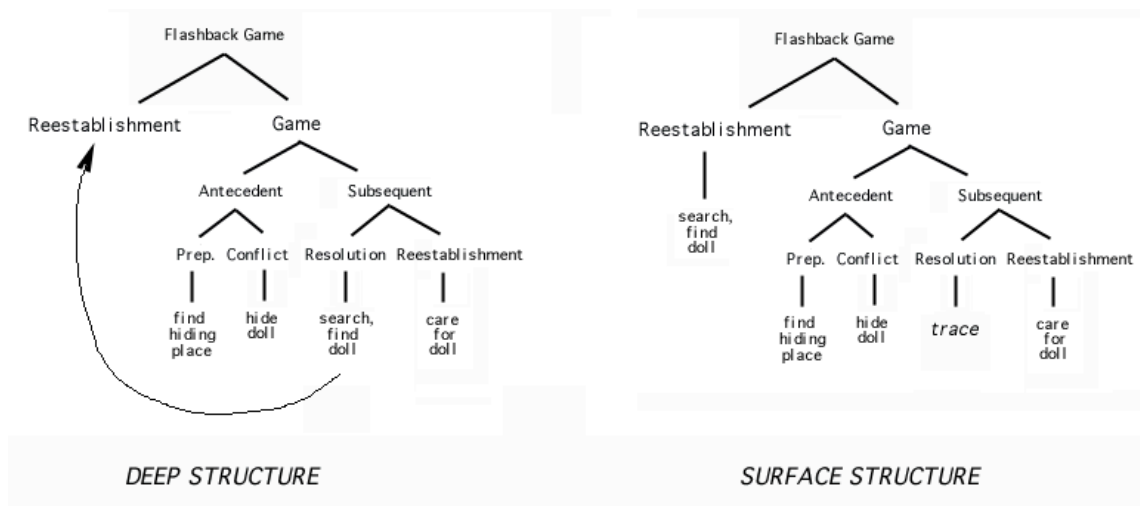 Flashback Game
Reestablishment
Game
Antecedent
Subsequent
Prep.
Conflict
Resolution
Reestablishment
find
hiding
place
hide
doll
search,
find
doll
care
for
doll
DEEP STRUCTURE
Flashback Game
Reestablishment
Game
search,
find
doll
Antecedent
Subsequent
Prep.
Conflict
Resolution
Reestablishment
find
hiding
place
hide
doll
trace
care
for
doll
SURFACE STRUCTURE